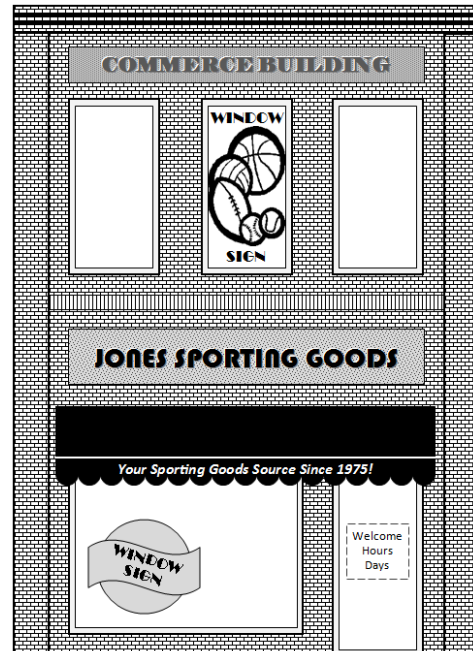 COMMERCE BUILDING
WINDOW
SIGN
JONES SPORTING GOODS
Your Sporting Goods Source Since 1975!
WINDOW
SIGN
Welcome
Hours
Days